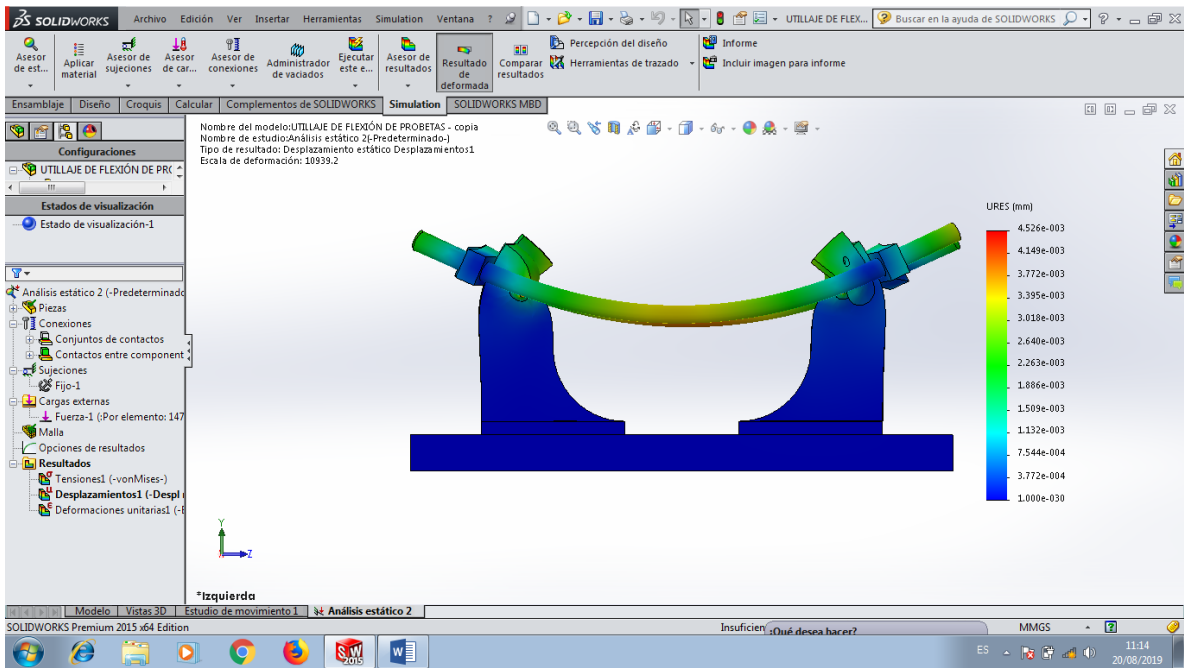 SOLIDWORKS Archivo Edición Ver Insertar Herramientas Simulation Ventana ? UTILLAJE DE FLEX... Buscar en la ayuda de SOLIDWORKS ?
Asesor de est...
Aplicar material
Asesor de sujeciones
Asesor de car...
Asesor de conexiones
Administrador de vaciados
Ejecutar este e...
Asesor de resultados
Resultado de deformada
Comparar resultados
Percepción del diseño
Herramientas de trazado
Informe
Incluir imagen para informe
Ensamblaje Diseño Croquis Calcular Complementos de SOLIDWORKS Simulation SOLIDWORKS MBD
Configuraciones
UTILLAJE DE FLEXIÓN DE PR(
Estados de visualización
Estado de visualización-1
Análisis estático 2 (-Predeterminado
Piezas
Conexiones
Conjuntos de contactos
Contactos entre component
Sujeciones
Fijo-1
Cargas externas
Fuerza-1 (:Por elemento: 147
Malla
Opciones de resultados
Resultados
Tensiones1 (-vonMises-)
Desplazamientos1 (-Despl
Deformaciones unitarias1 (-E
Nombre del modelo:UTILLAJE DE FLEXIÓN DE PROBETAS - copia
Nombre de estudio:Análisis estático 2(-Predeterminado-)
Tipo de resultado: Desplazamiento estático Desplazamientos1
Escala de deformación: 10939.2
URES (mm)
4.526e-003
4.149e-003
3.772e-003
3.395e-003
3.018e-003
2.640e-003
2.263e-003
1.886e-003
1.509e-003
1.132e-003
7.544e-004
3.772e-004
1.000e-030
Y
Z
*Izquierda
Modelo Vistas 3D Estudio de movimiento 1 Análisis estático 2
SOLIDWORKS Premium 2015 x64 Edition
Insuficien
¿Qué desea hacer?
MMGS
ES
11:14
20/08/2019